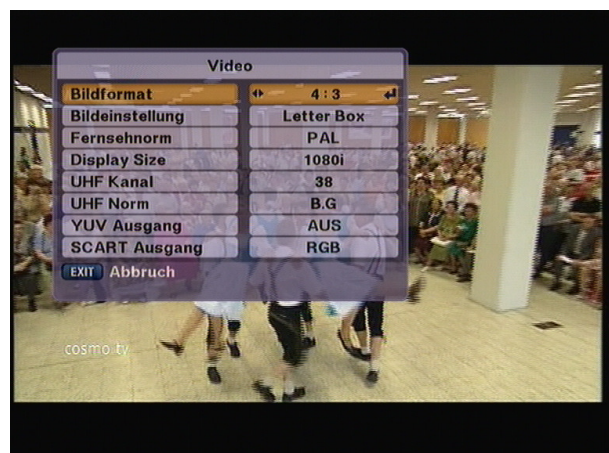 Video
Bildformat 4:3
Bildeinstellung Letter Box
Fernsehnorm PAL
Display Size 1080i
UHF Kanal 38
UHF Norm B.G
YUV Ausgang AUS
SCART Ausgang RGB
EXIT Abbruch
cosmo tv